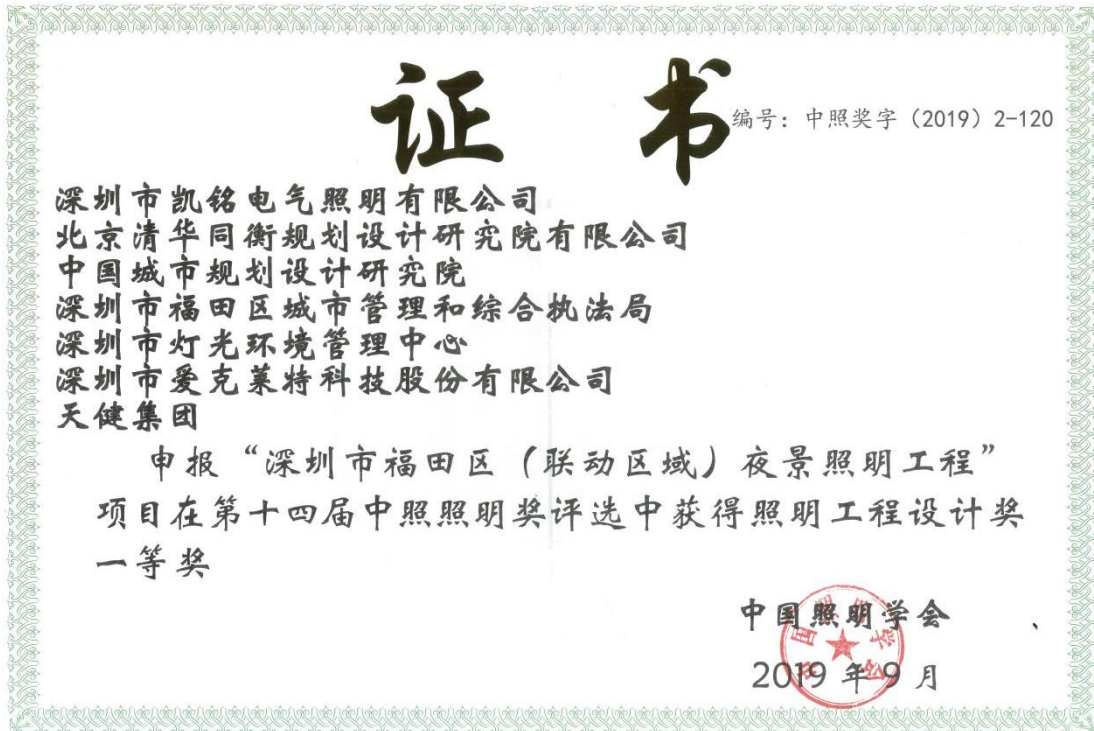 证 书
编号：中照奖字（2019）2-120
深圳市凯铭电气照明有限公司
北京清华同衡规划设计研究院有限公司
中国城市规划设计研究院
深圳市福田区城市管理和综合执法局
深圳市灯光环境管理中心
深圳市爱克莱特科技股份有限公司
天健集团
申报“深圳市福田区（联动区域）夜景照明工程”
项目在第十四届中照照明奖评选中获得照明工程设计奖
一等奖
中国照明学会
2019年9月
中国照明学会